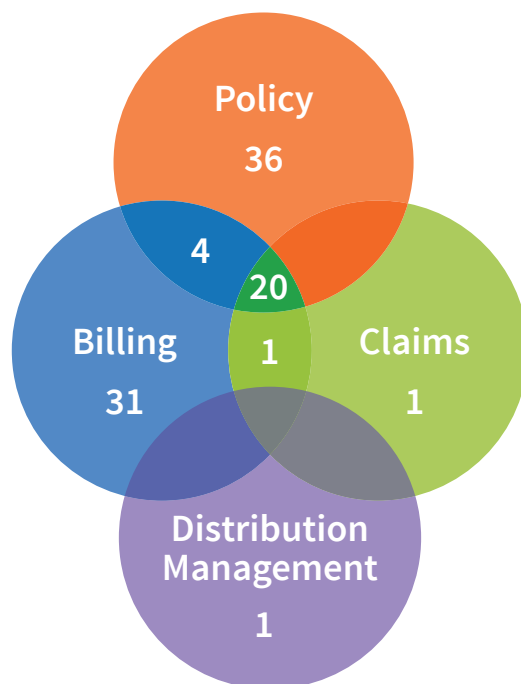 Policy
36
4
20
Billing
1
Claims
31
1
Distribution
Management
1